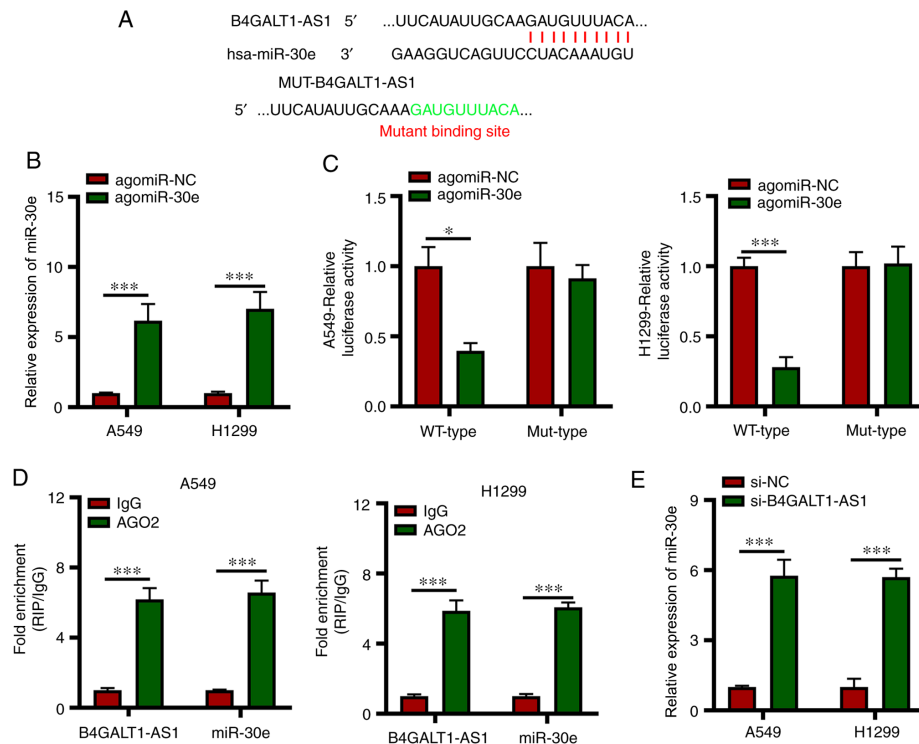 A
B4GALT1-AS1 5′ ...UUCAUAUUGCAAGAUGUUUACA...
hsa-miR-30e 3′ GAAGGUCAGUUCCUACAAAUGU
MUT-B4GALT1-AS1
5′ ...UUCAUAUUGCAAAGAUGUUUACA...
Mutant binding site
B
agomiR-NC
agomiR-30e
Relative expression of miR-30e
15
10
5
0
***
***
A549
H1299
C
agomiR-NC
agomiR-30e
A549-Relative
luciferase activity
1.5
1.0
0.5
0.0
*
WT-type
Mut-type
agomiR-NC
agomiR-30e
H1299-Relative
luciferase activity
1.5
1.0
0.5
0.0
***
WT-type
Mut-type
D
A549
IgG
AGO2
Fold enrichment
(RIP/IgG)
12
8
4
0
***
***
B4GALT1-AS1
miR-30e
H1299
IgG
AGO2
Fold enrichment
(RIP/IgG)
12
9
6
3
0
***
***
B4GALT1-AS1
miR-30e
E
si-NC
si-B4GALT1-AS1
Relative expression of miR-30e
9
6
3
0
***
***
A549
H1299